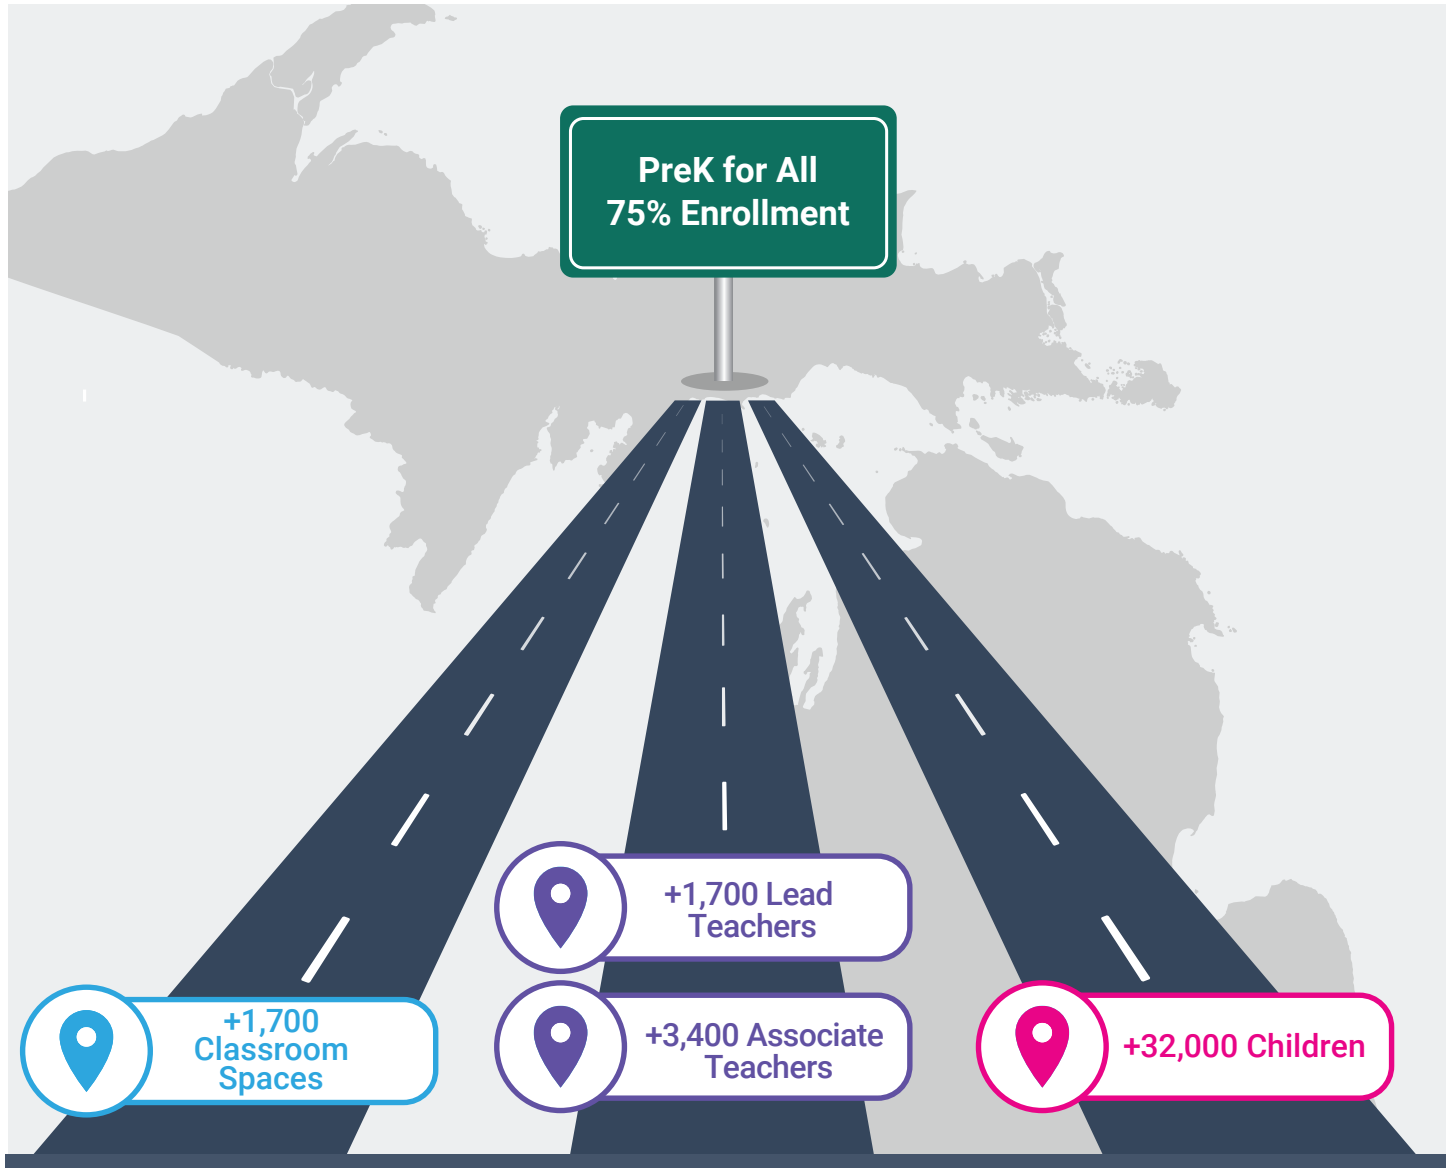 PreK for All
75% Enrollment
+1,700 Lead
Teachers
+1,700
Classroom
Spaces
+3,400 Associate
Teachers
+32,000 Children